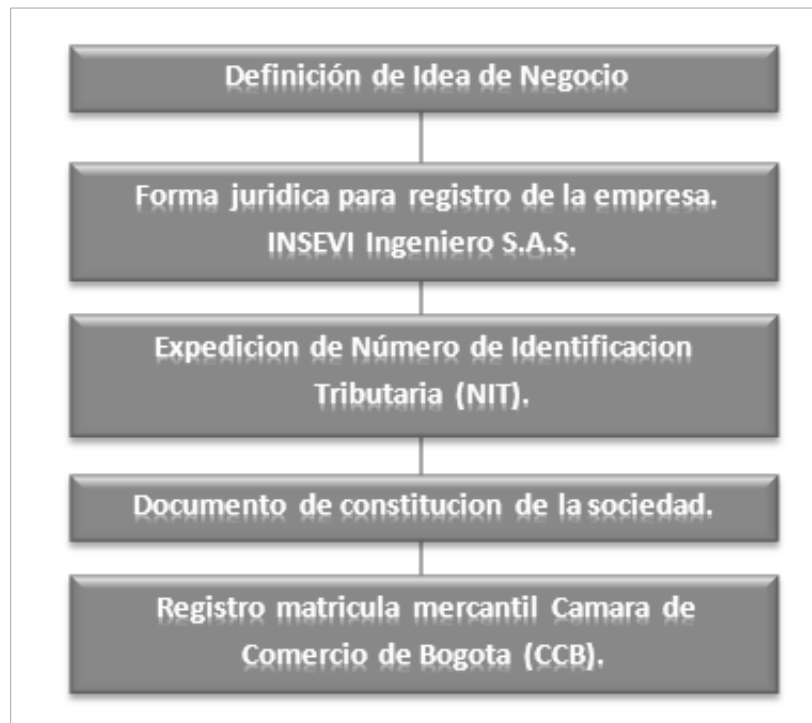 Definición de Idea de Negocio
Forma juridica para registro de la empresa.
INSEVI Ingeniero S.A.S.
Expedicion de Número de Identificacion
Tributaria (NIT).
Documento de constitucion de la sociedad.
Registro matricula mercantil Camara de
Comercio de Bogota (CCB).